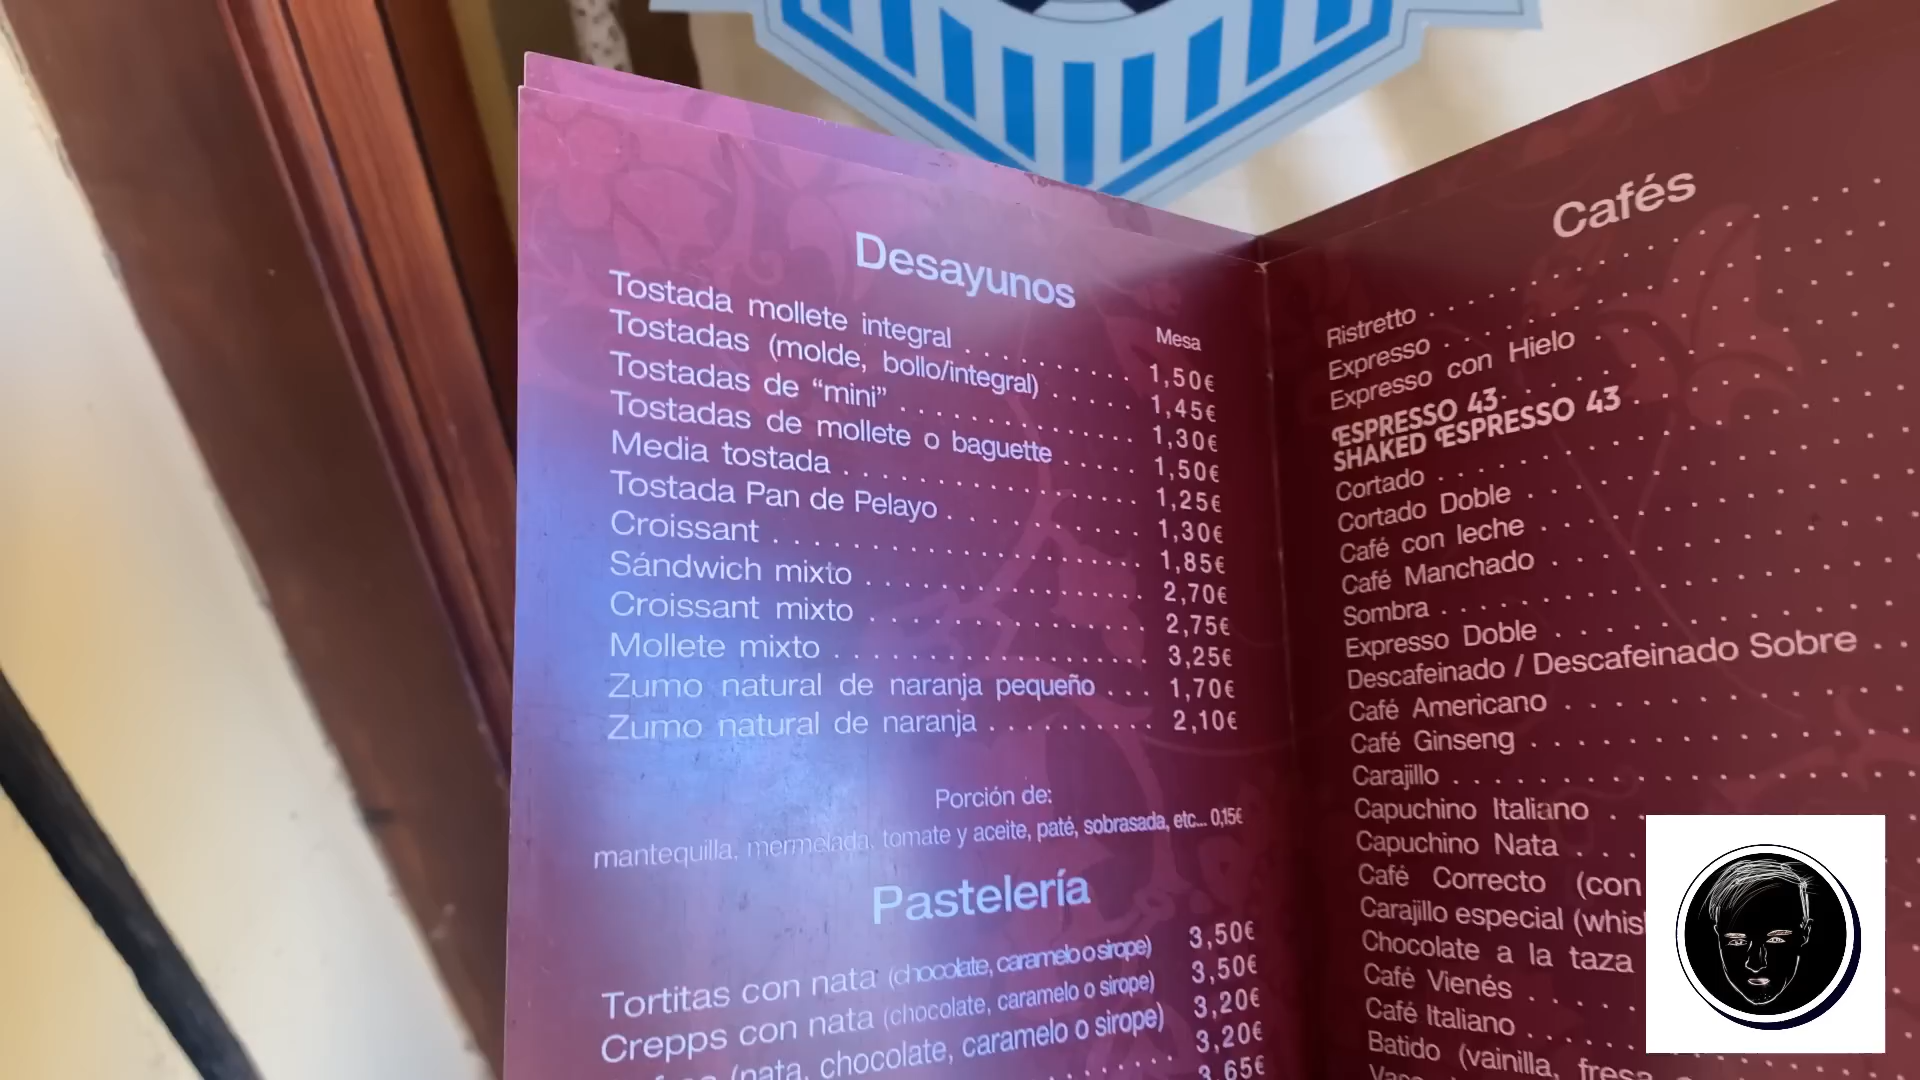 Desayunos
Mesa
Tostada mollete integral . . . . . . . . . . 1,50€
Tostadas (molde, bollo/integral) . . . . . 1,45€
Tostadas de “mini” . . . . . . . . . . . . . . 1,30€
Tostadas de mollete o baguette . . . . . 1,50€
Media tostada . . . . . . . . . . . . . . . . . 1,25€
Tostada Pan de Pelayo . . . . . . . . . . . 1,30€
Croissant . . . . . . . . . . . . . . . . . . . . . 1,85€
Sándwich mixto . . . . . . . . . . . . . . . . 2,70€
Croissant mixto . . . . . . . . . . . . . . . . 2,75€
Mollete mixto . . . . . . . . . . . . . . . . . . 3,25€
Zumo natural de naranja pequeño . . . 1,70€
Zumo natural de naranja . . . . . . . . . . 2,10€
Porción de:
mantequilla, mermelada, tomate y aceite, paté, sobrasada, etc... 0,15€
Pastelería
Tortitas con nata (chocolate, caramelo o sirope) 3,50€
Crepps con nata (chocolate, caramelo o sirope) 3,50€
(nata, chocolate, caramelo o sirope) 3,20€
3,20€
3,65€
Cafés
Ristretto
Expresso
Expresso con Hielo
ESPRESSO 43
SHAKED ESPRESSO 43
Cortado
Cortado Doble
Café con leche
Café Manchado
Sombra
Expresso Doble
Descafeinado / Descafeinado Sobre
Café Americano
Café Ginseng
Carajillo
Capuchino Italiano
Capuchino Nata
Café Correcto (con
Carajillo especial (whis
Chocolate a la taza
Café Vienés
Café Italiano
Batido (vainilla, fresa